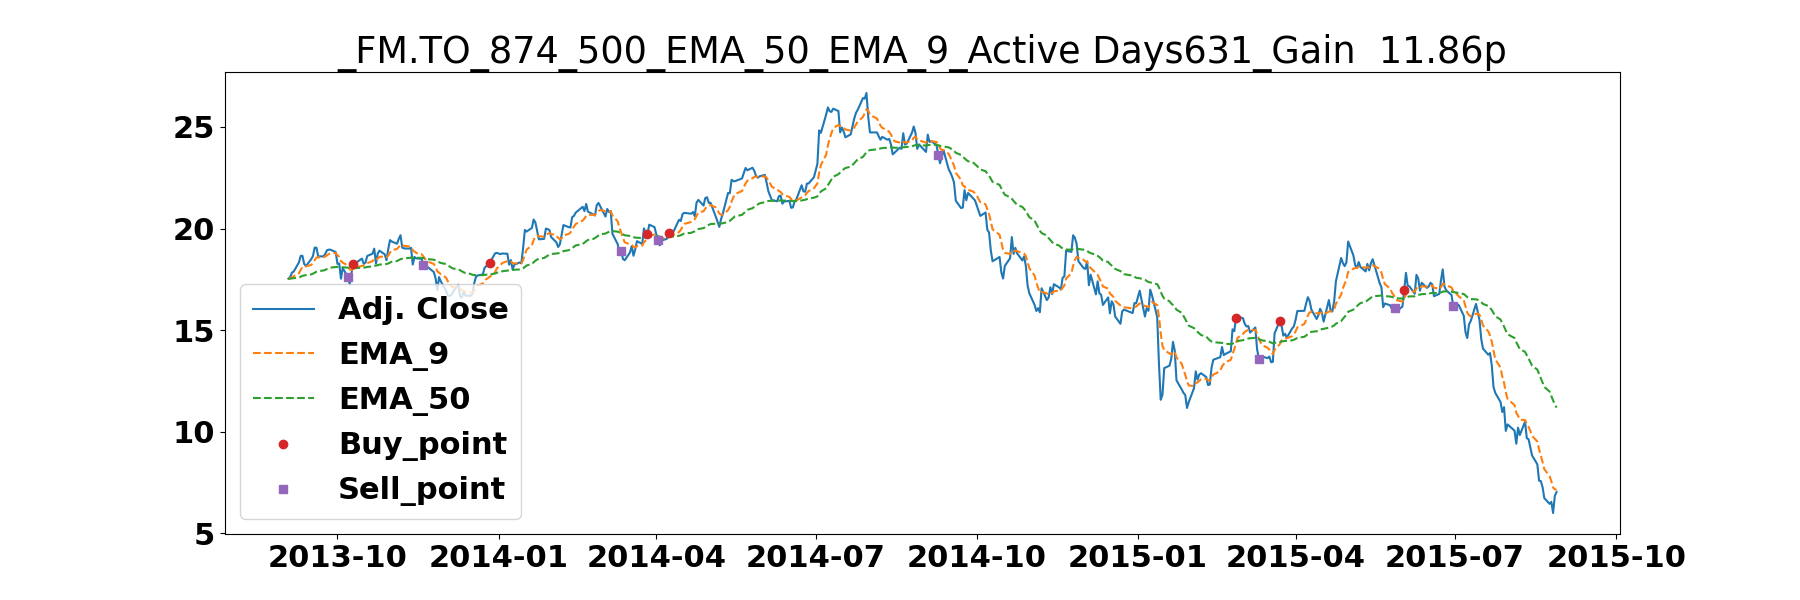 _FM.TO_874_500_EMA_50_EMA_9_Active Days631_Gain  11.86p
25
20
15
10
5
Adj. Close
EMA_9
EMA_50
Buy_point
Sell_point
2013-10 2014-01 2014-04 2014-07 2014-10 2015-01 2015-04 2015-07 2015-10